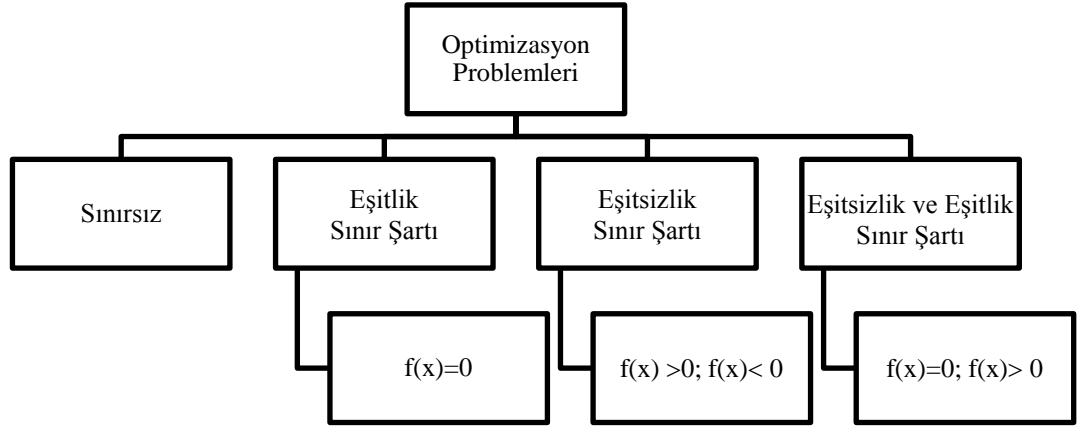 Optimizasyon
Problemleri
Sınırsız
Eşitlik
Sınır Şartı
Eşitsizlik
Sınır Şartı
Eşitsizlik ve Eşitlik
Sınır Şartı
f(x)=0
f(x) >0; f(x)< 0
f(x)=0; f(x)> 0